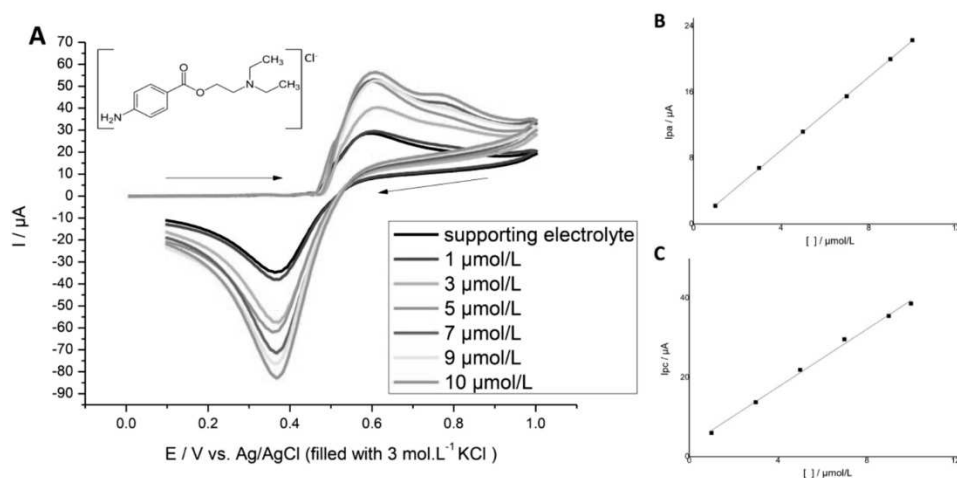 A
70
60
50
40
30
20
10
0
-10
-20
-30
-40
-50
-60
-70
-80
-90
I / µA
0.0 0.2 0.4 0.6 0.8 1.0
E / V vs. Ag/AgCl (filled with 3 mol.L⁻¹ KCl )
CH₃
O
N
CH₃
O
H₂N
Cl⁻
supporting electrolyte
1 µmol/L
3 µmol/L
5 µmol/L
7 µmol/L
9 µmol/L
10 µmol/L
B
24
16
8
0
Ipa / µA
0 4 8 12
[ ] / µmol/L
C
40
20
0
Ipc / µA
0 4 8 12
[ ] / µmol/L